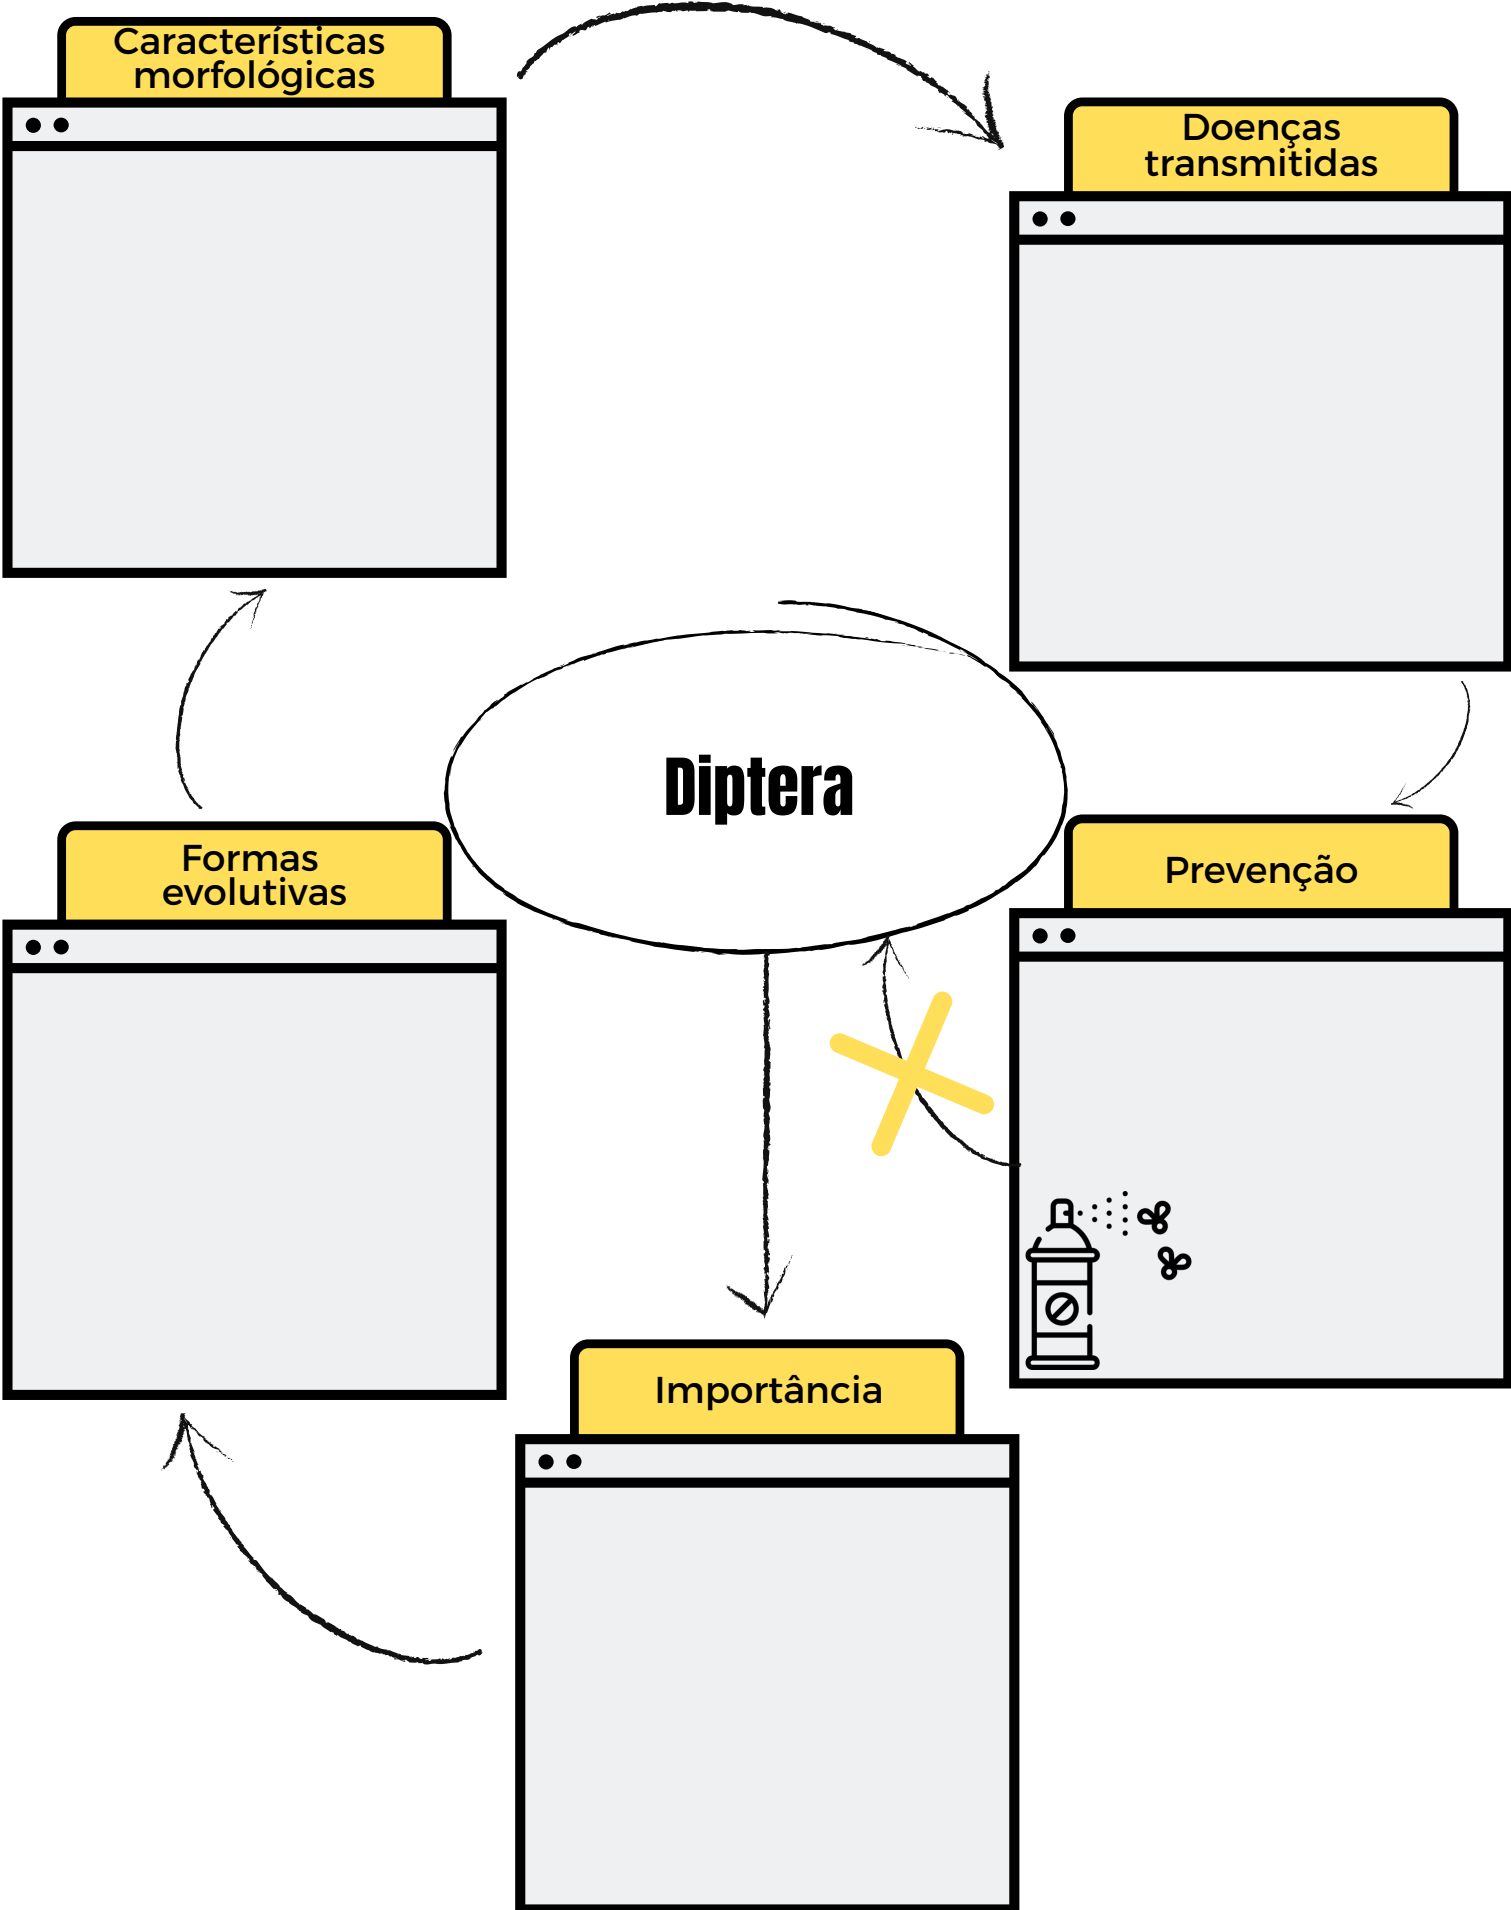 Características
morfológicas
Doenças
transmitidas
Diptera
Formas
evolutivas
Prevenção
Importância